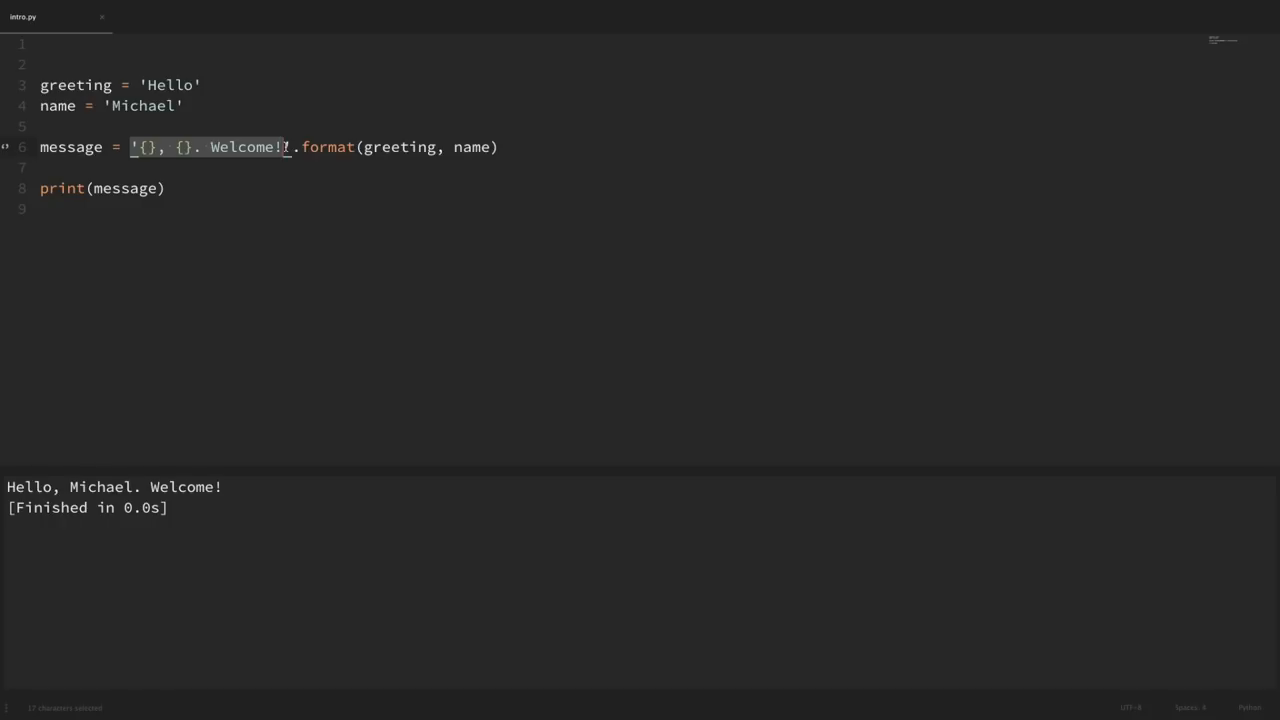 intro.py ×
1
2
3 greeting = 'Hello'
4 name = 'Michael'
5
6 message = '{}, {}. Welcome!'.format(greeting, name)
7
8 print(message)
9
Hello, Michael. Welcome!
[Finished in 0.0s]
17 characters selected UTF-8 Spaces: 4 Python